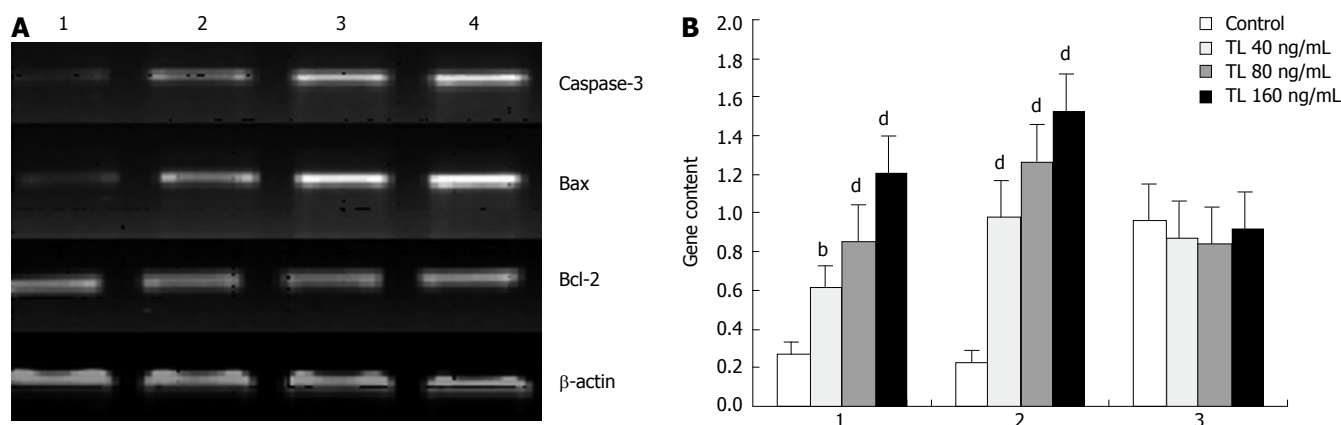 A
1 2 3 4
Caspase-3
Bax
Bcl-2
β-actin
B
Gene content
2.0
1.8
1.6
1.4
1.2
1.0
0.8
0.6
0.4
0.2
0.0
b
d
d
d
d
d
1 2 3
Control
TL 40 ng/mL
TL 80 ng/mL
TL 160 ng/mL